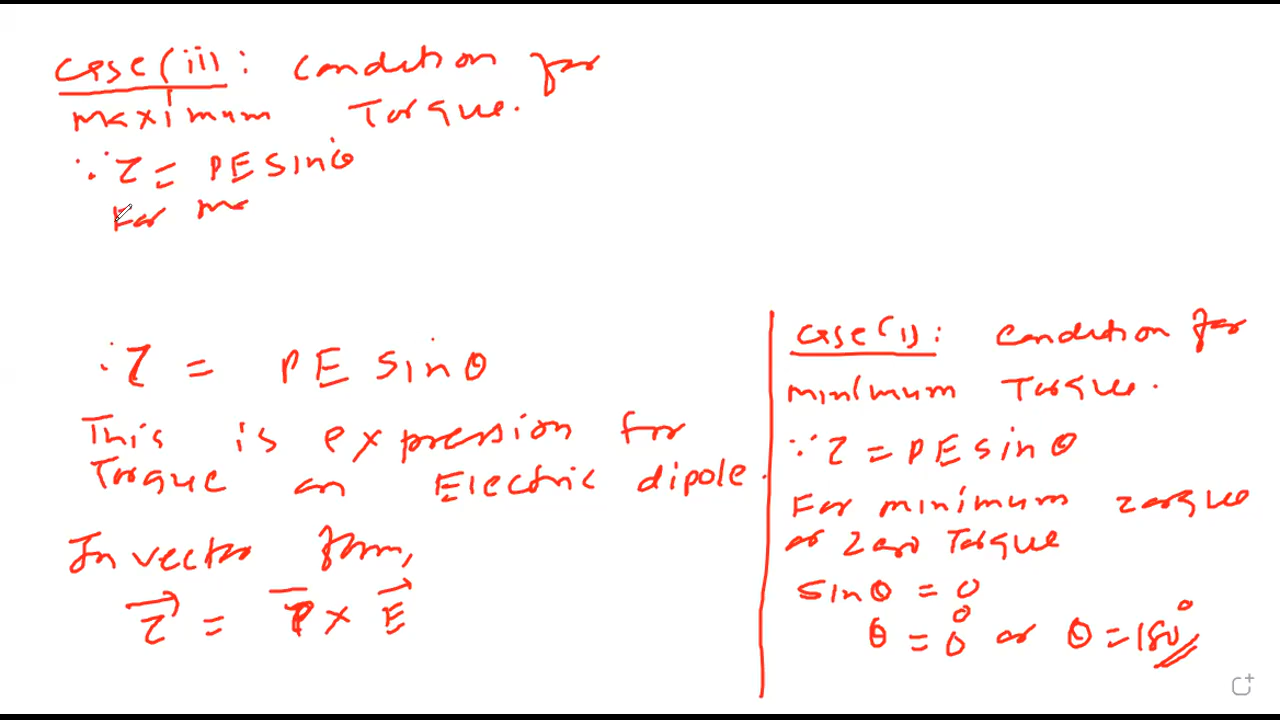 Case(ii): Condition for
maximum Torque.
∵ τ = PE sinθ
For ma
∴ τ = PE sinθ
This is expression for
Torque on Electric dipole.
In vector form,
τ⃗ = P⃗ × E⃗
Case(i): Condition for
minimum Torque.
∵ τ = PE sinθ
For minimum torque
or Zero Torque
sinθ = 0
θ = 0° or θ = 180°